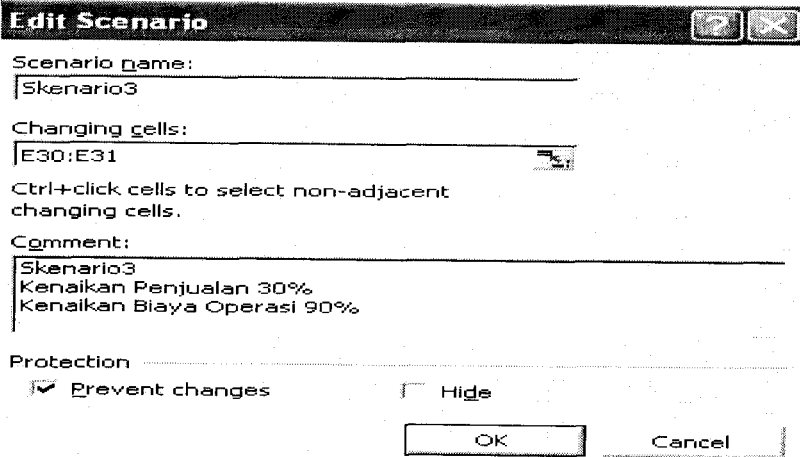 Edit Scenario
Scenario name:
Skenario3
Changing cells:
E30:E31
Ctrl+click cells to select non-adjacent
changing cells.
Comment:
Skenario3
Kenaikan Penjualan 30%
Kenaikan Biaya Operasi 90%
Protection
Prevent changes
Hide
OK
Cancel